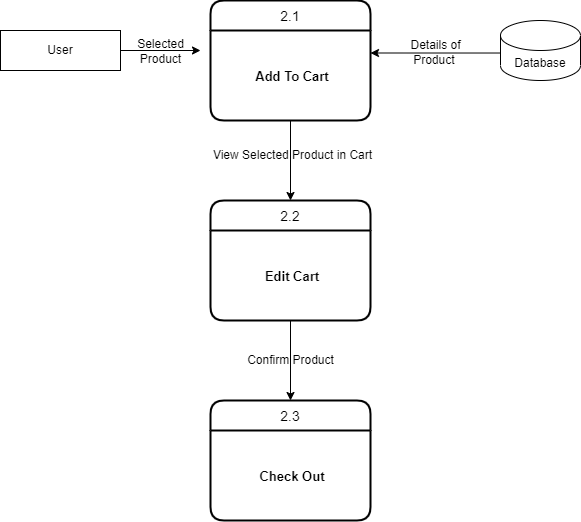 2.1
User
Selected
Product
Add To Cart
Details of
Product
Database
View Selected Product in Cart
2.2
Edit Cart
Confirm Product
2.3
Check Out